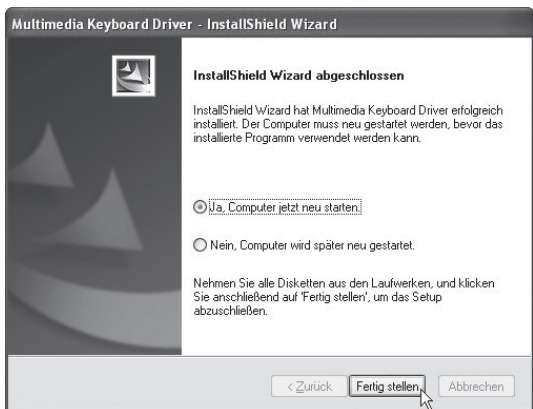 Multimedia Keyboard Driver - InstallShield Wizard
InstallShield Wizard abgeschlossen
InstallShield Wizard hat Multimedia Keyboard Driver erfolgreich
installiert. Der Computer muss neu gestartet werden, bevor das
installierte Programm verwendet werden kann.
Ja, Computer jetzt neu starten.
Nein, Computer wird später neu gestartet.
Nehmen Sie alle Disketten aus den Laufwerken, und klicken
Sie anschließend auf 'Fertig stellen', um das Setup
abzuschließen.
< Zurück Fertig stellen Abbrechen